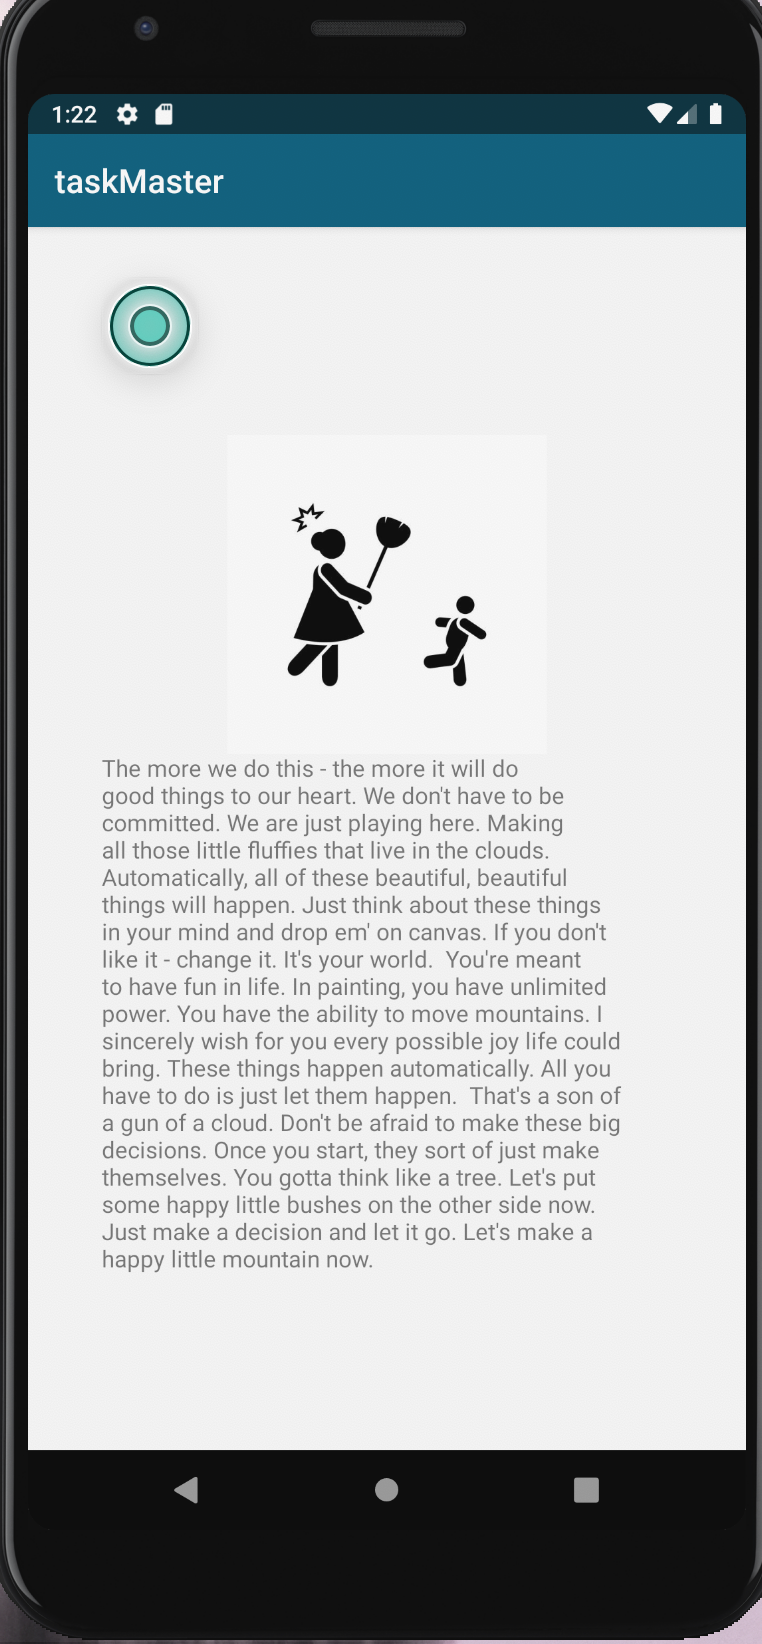 1:22
taskMaster
The more we do this - the more it will do
good things to our heart. We don't have to be
committed. We are just playing here. Making
all those little fluffies that live in the clouds.
Automatically, all of these beautiful, beautiful
things will happen. Just think about these things
in your mind and drop em' on canvas. If you don't
like it - change it. It's your world.  You're meant
to have fun in life. In painting, you have unlimited
power. You have the ability to move mountains. I
sincerely wish for you every possible joy life could
bring. These things happen automatically. All you
have to do is just let them happen.  That's a son of
a gun of a cloud. Don't be afraid to make these big
decisions. Once you start, they sort of just make
themselves. You gotta think like a tree. Let's put
some happy little bushes on the other side now.
Just make a decision and let it go. Let's make a
happy little mountain now.